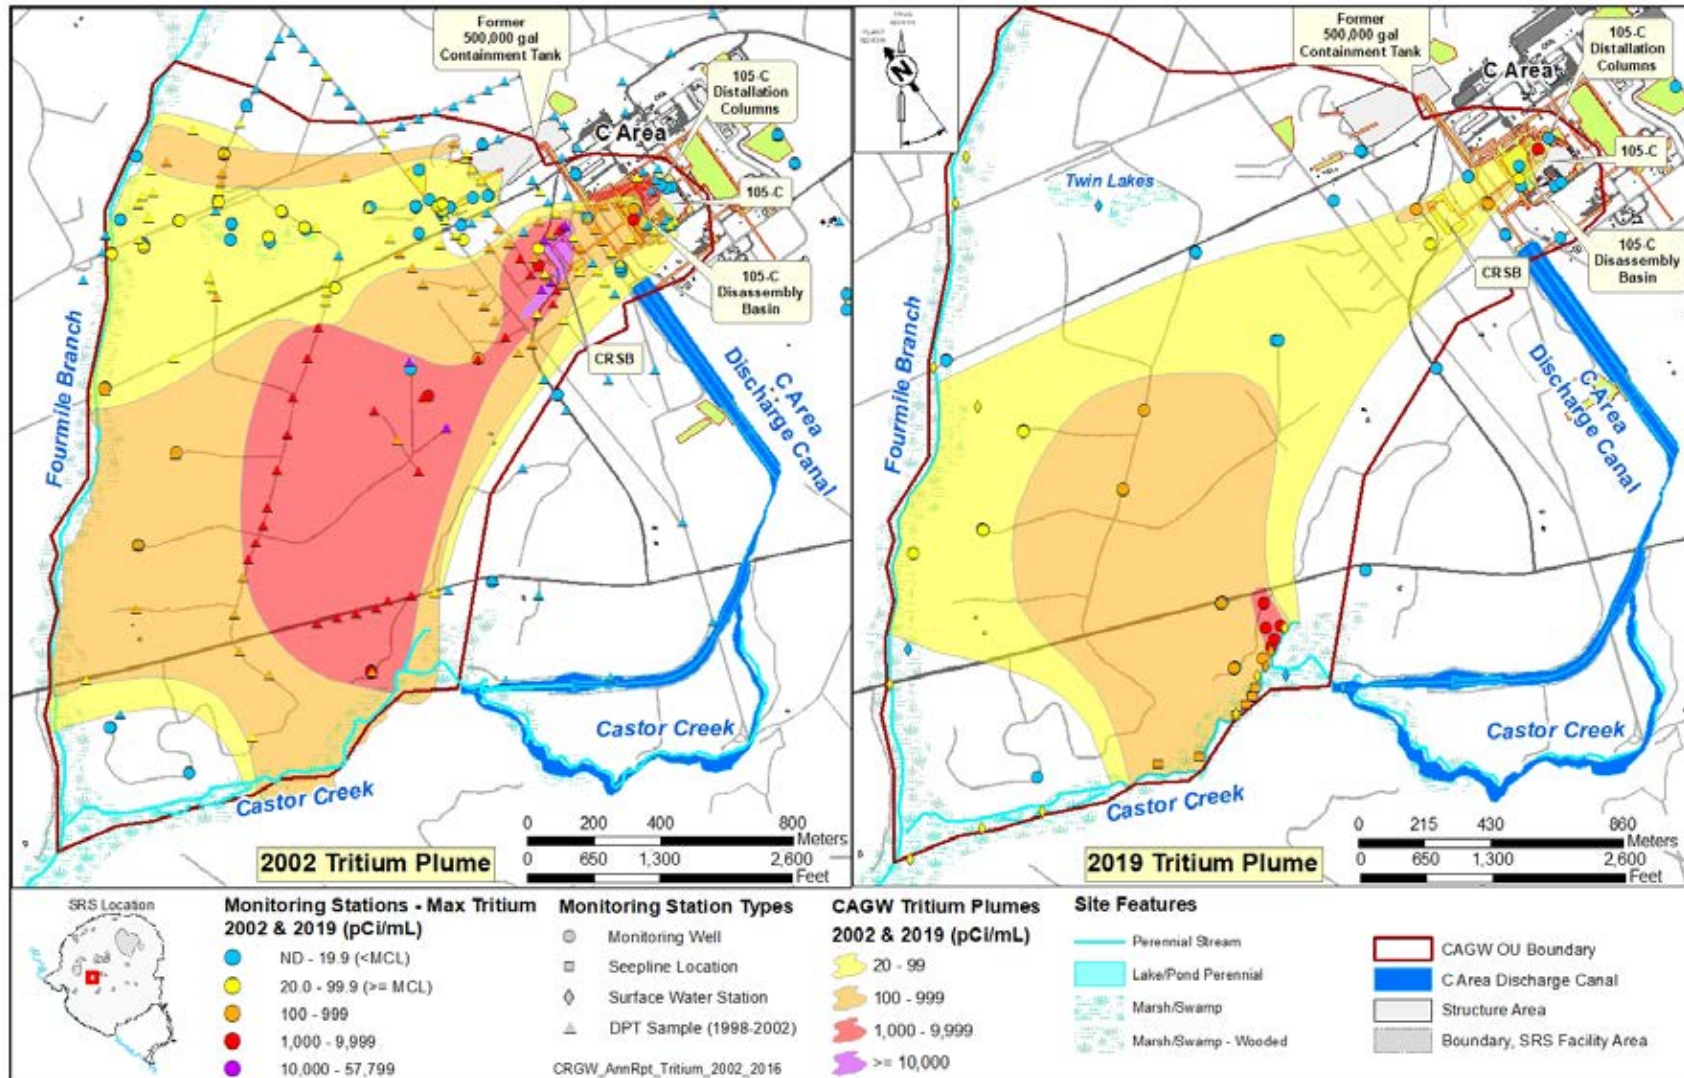 Former
500,000 gal
Containment Tank
105-C
Distallation
Columns
C Area
105-C
105-C
Disassembly
Basin
CRSB
Fourmile Branch
C Area
Discharge Canal
Castor Creek
Castor Creek
2002 Tritium Plume
0 200 400 800
Meters
0 650 1,300 2,600
Feet
TRUE
NORTH
PLANT
NORTH
N
Former
500,000 gal
Containment Tank
105-C
Distallation
Columns
C Area
Twin Lakes
105-C
105-C
Disassembly
Basin
CRSB
Fourmile Branch
C Area
Discharge Canal
Castor Creek
Castor Creek
2019 Tritium Plume
0 215 430 860
Meters
0 650 1,300 2,600
Feet
SRS Location
Monitoring Stations - Max Tritium
2002 & 2019 (pCi/mL)
ND - 19.9 (<MCL)
20.0 - 99.9 (>= MCL)
100 - 999
1,000 - 9,999
10,000 - 57,799
Monitoring Station Types
Monitoring Well
Seepline Location
Surface Water Station
DPT Sample (1998-2002)
CRGW_AnnRpt_Tritium_2002_2016
CAGW Tritium Plumes
2002 & 2019 (pCi/mL)
20 - 99
100 - 999
1,000 - 9,999
>= 10,000
Site Features
Perennial Stream
Lake/Pond Perennial
Marsh/Swamp
Marsh/Swamp - Wooded
CAGW OU Boundary
C Area Discharge Canal
Structure Area
Boundary, SRS Facility Area